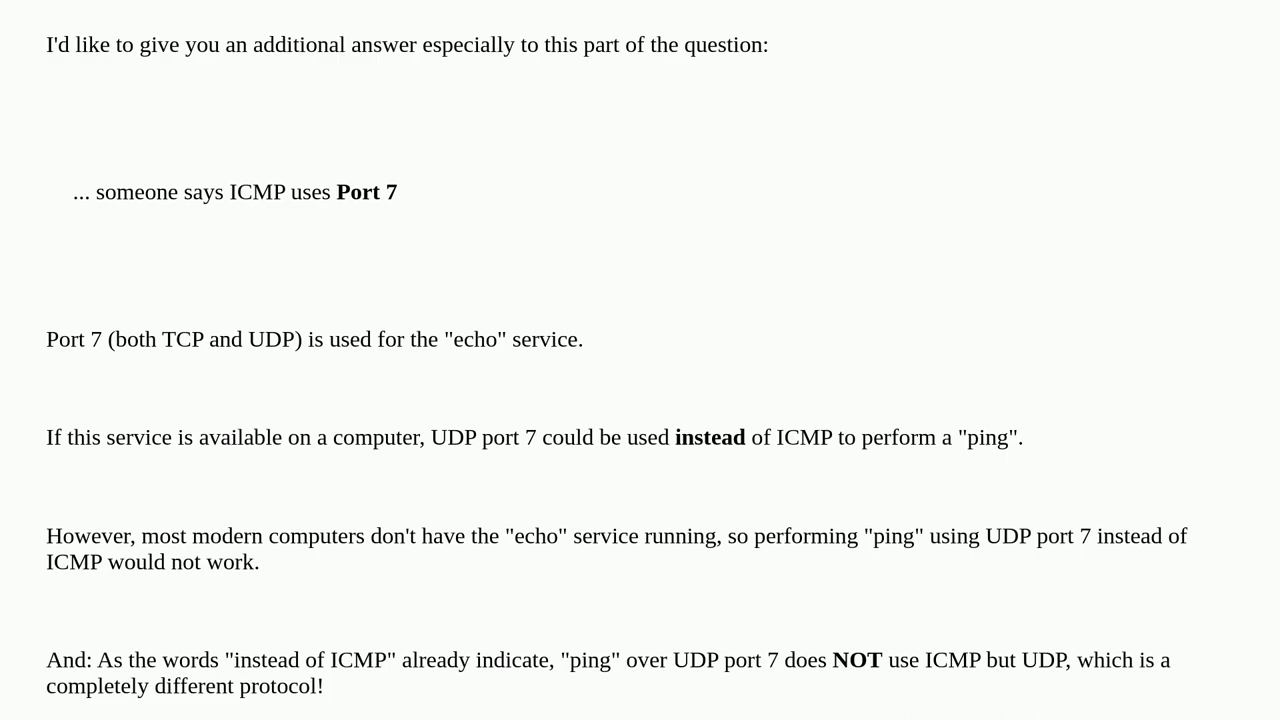 I'd like to give you an additional answer especially to this part of the question:
... someone says ICMP uses Port 7
Port 7 (both TCP and UDP) is used for the "echo" service.
If this service is available on a computer, UDP port 7 could be used instead of ICMP to perform a "ping".
However, most modern computers don't have the "echo" service running, so performing "ping" using UDP port 7 instead of
ICMP would not work.
And: As the words "instead of ICMP" already indicate, "ping" over UDP port 7 does NOT use ICMP but UDP, which is a
completely different protocol!